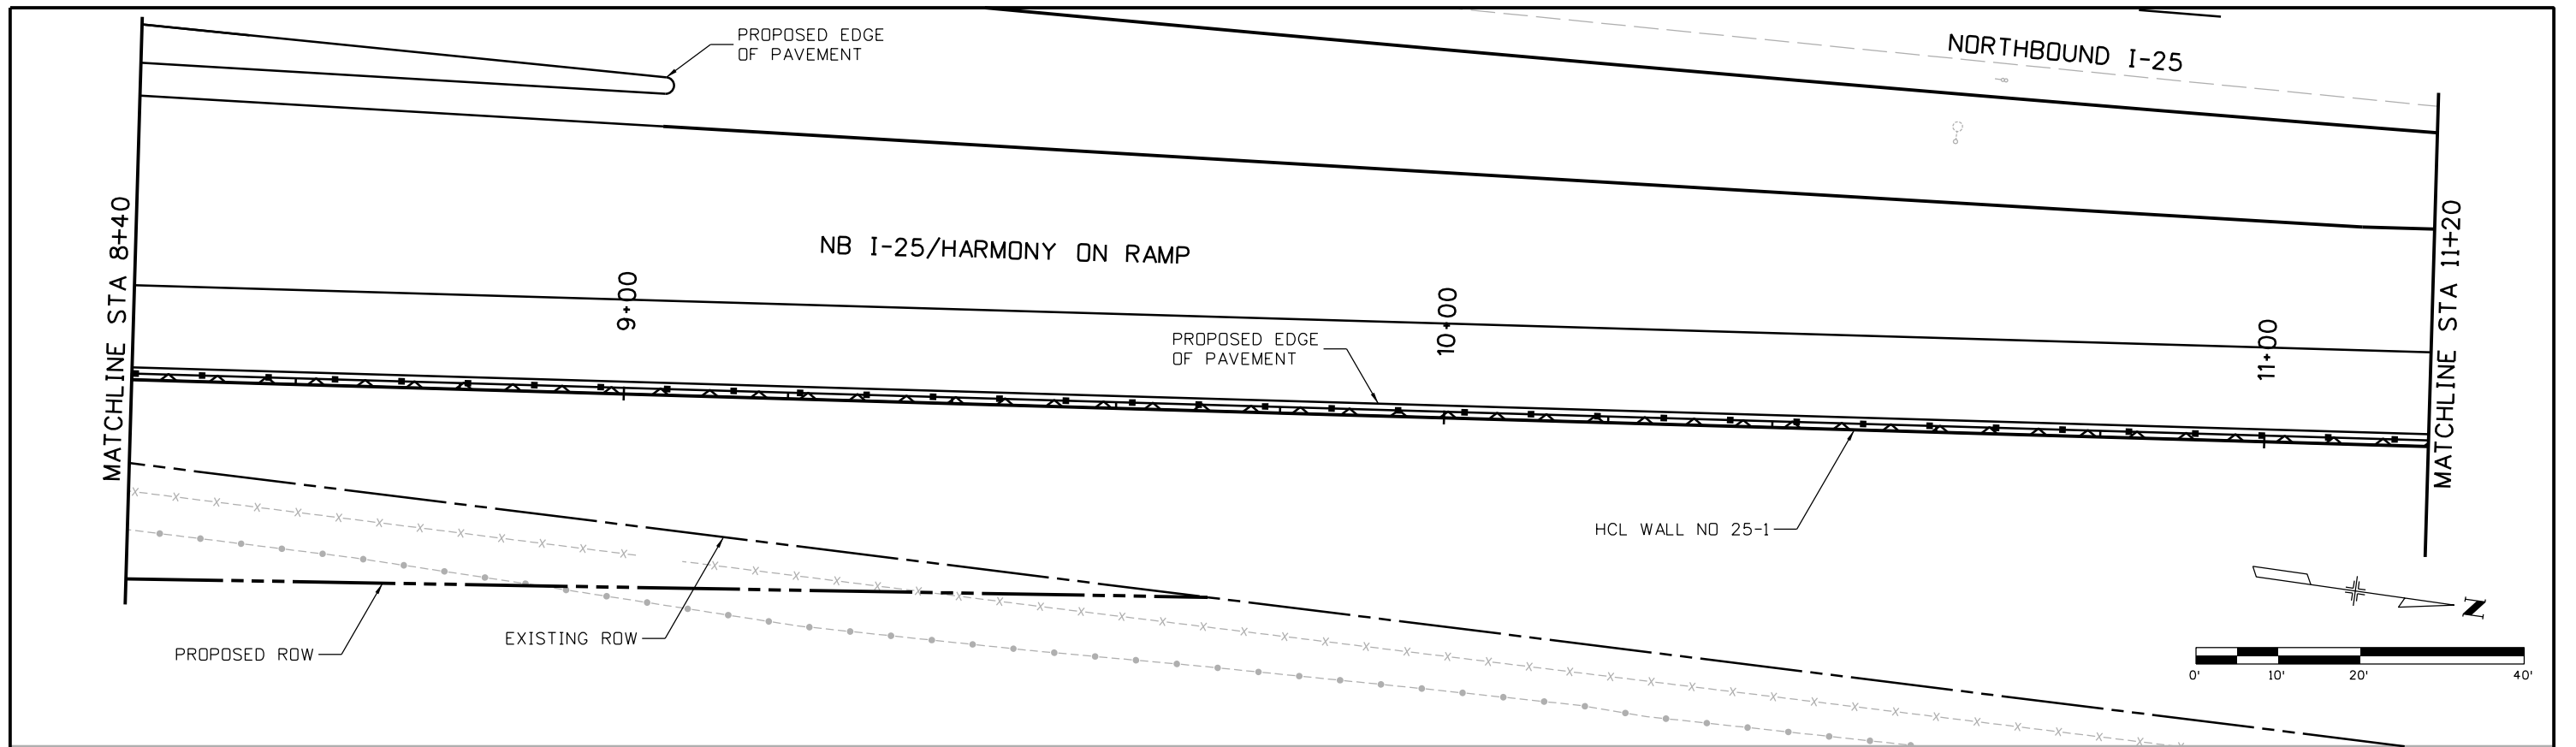 PROPOSED EDGE
OF PAVEMENT
NORTHBOUND I-25
MATCHLINE STA 8+40
NB I-25/HARMONY ON RAMP
MATCHLINE STA 11+20
9+00
10+00
11+00
PROPOSED EDGE
OF PAVEMENT
HCL WALL NO 25-1
EXISTING ROW
PROPOSED ROW
N
0' 10' 20' 40'